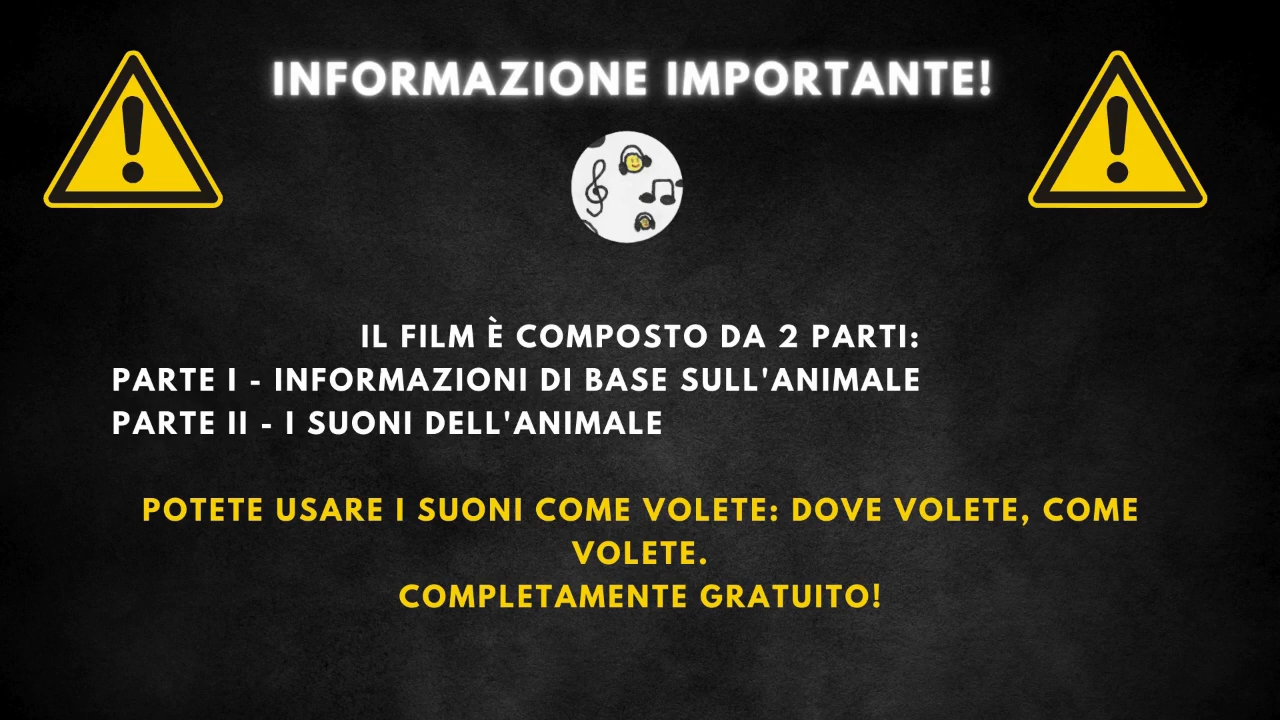 INFORMAZIONE IMPORTANTE!
IL FILM È COMPOSTO DA 2 PARTI:
PARTE I - INFORMAZIONI DI BASE SULL'ANIMALE
PARTE II - I SUONI DELL'ANIMALE
POTETE USARE I SUONI COME VOLETE: DOVE VOLETE, COME
VOLETE.
COMPLETAMENTE GRATUITO!